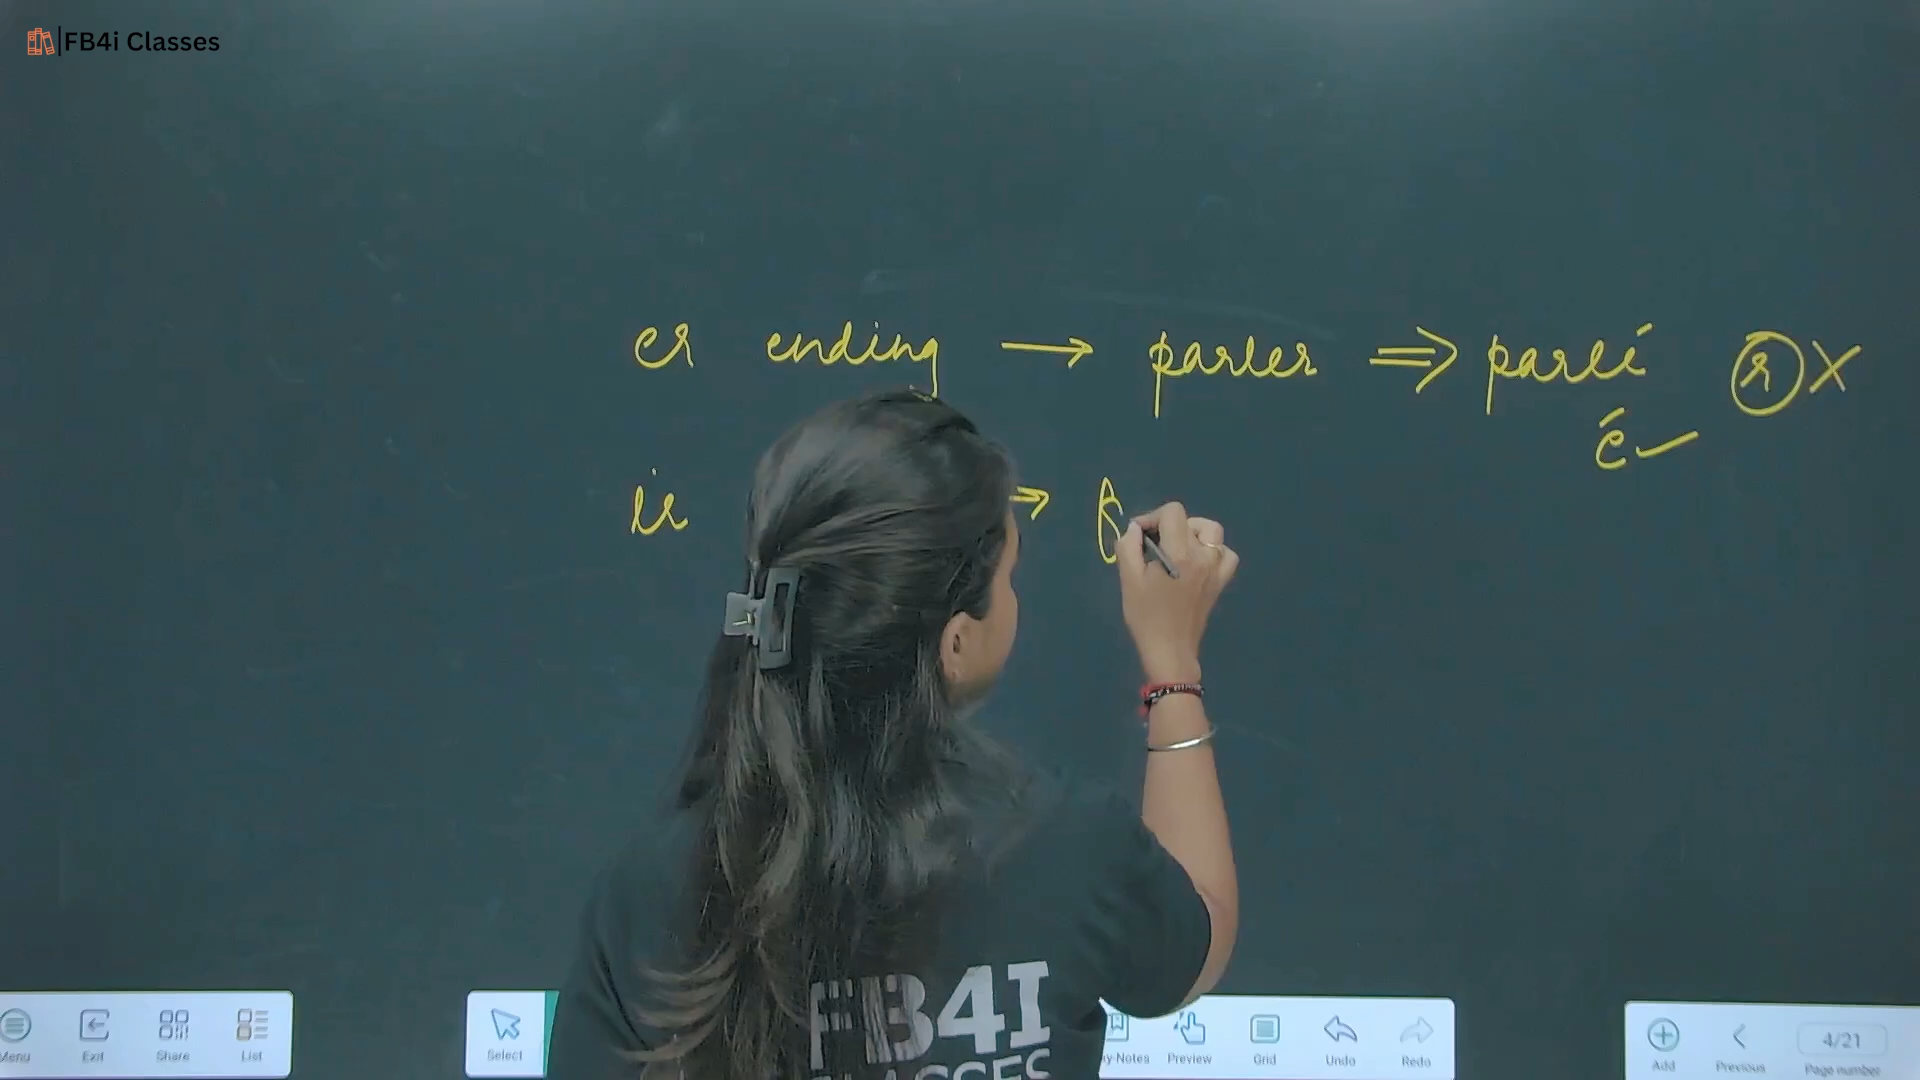 FB4i Classes
er ending → parler ⇒ parlé r X
é ✓
ir → f
FB4I
CLASSES
Menu Exit Share List Select Preview Grid Undo Redo Add Previous 4/21 Page number